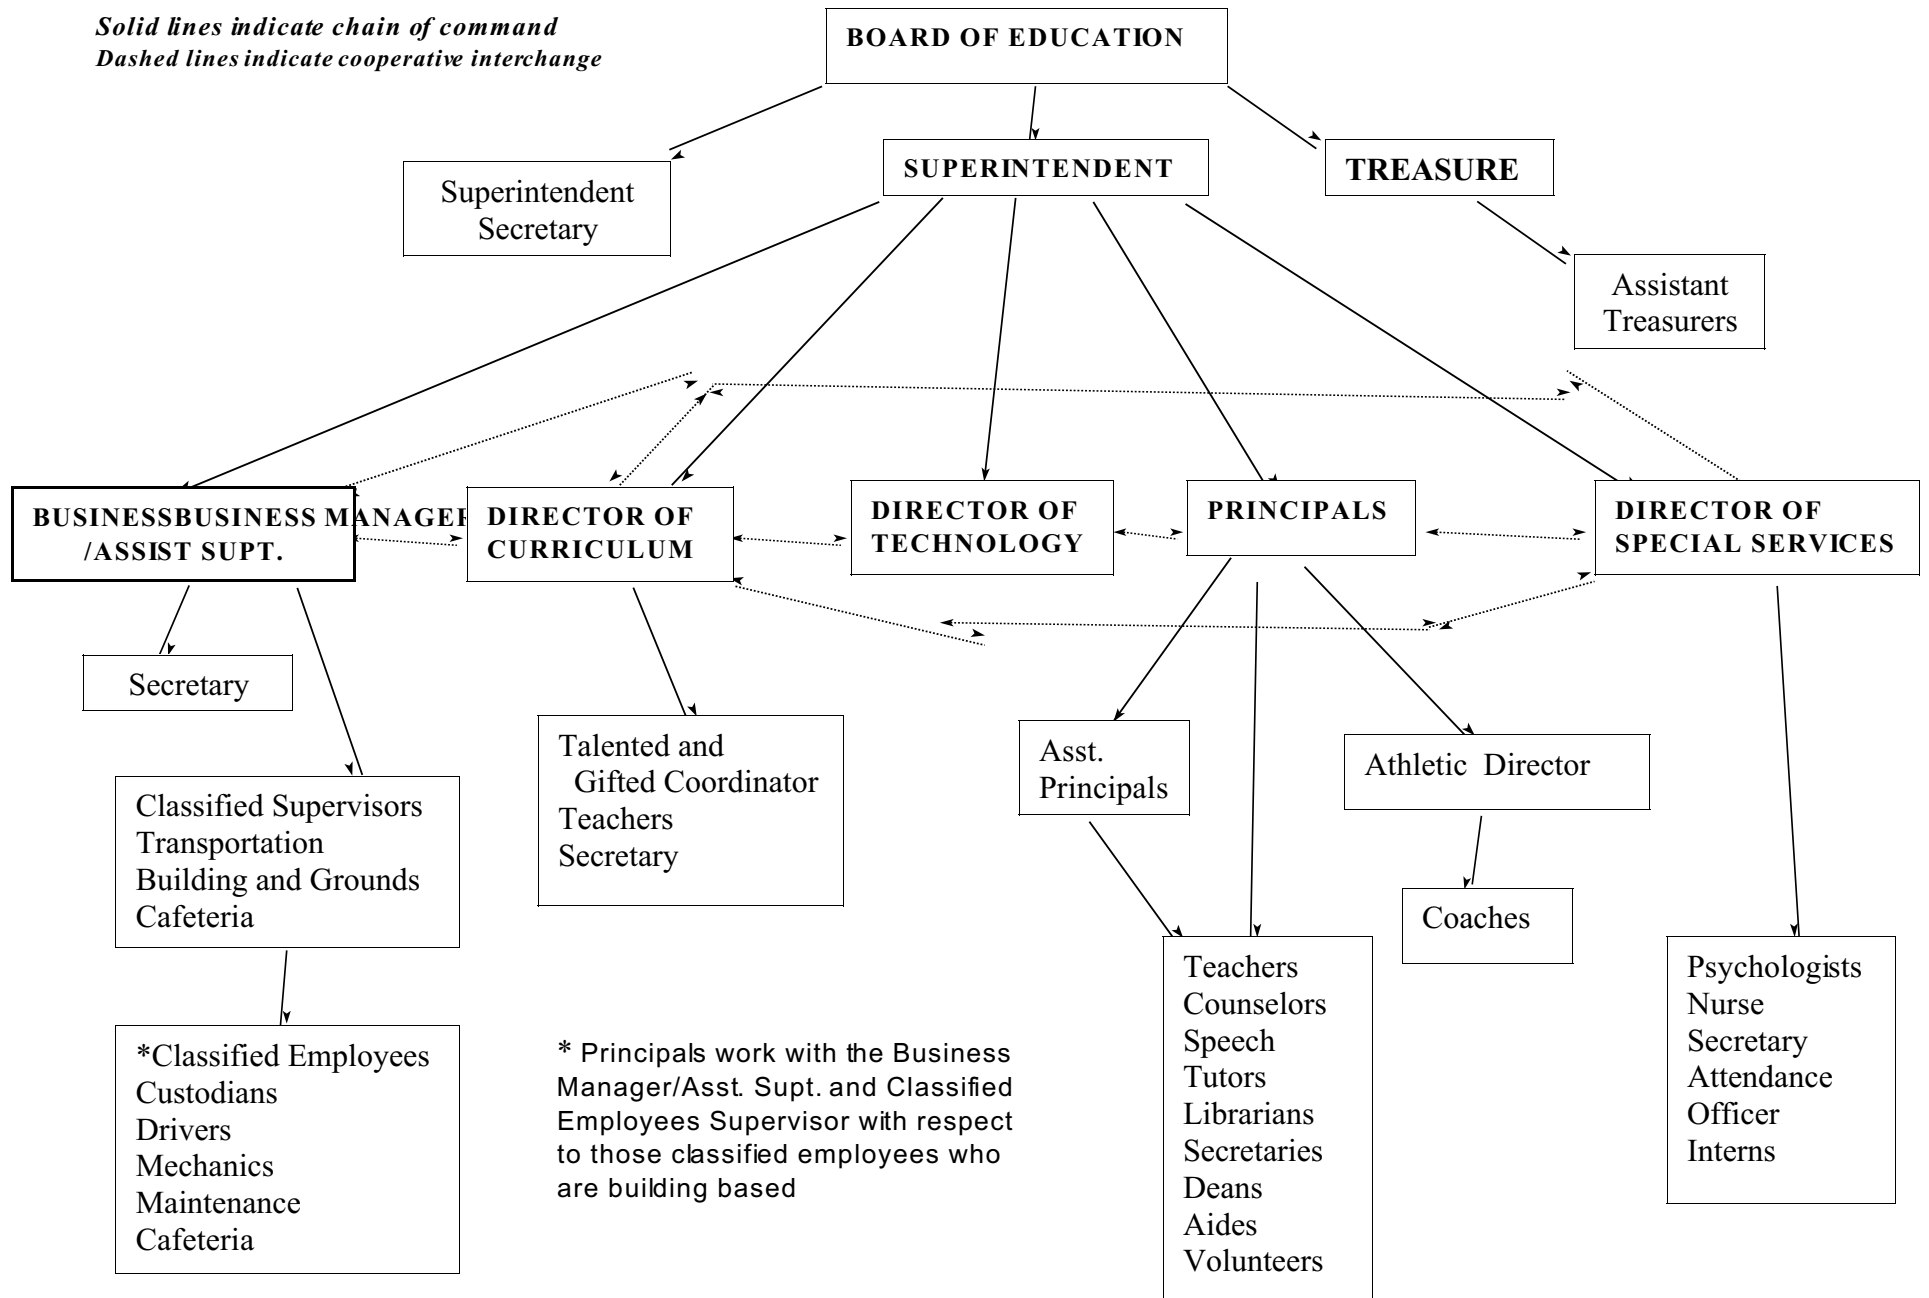 Solid lines indicate chain of command
Dashed lines indicate cooperative interchange
BOARD OF EDUCATION
Superintendent
Secretary
SUPERINTENDENT
TREASURE
Assistant
Treasurers
BUSINESSBUSINESS MANAGER
/ASSIST SUPT.
DIRECTOR OF
CURRICULUM
DIRECTOR OF
TECHNOLOGY
PRINCIPALS
DIRECTOR OF
SPECIAL SERVICES
Secretary
Classified Supervisors
Transportation
Building and Grounds
Cafeteria
*Classified Employees
Custodians
Drivers
Mechanics
Maintenance
Cafeteria
Talented and
Gifted Coordinator
Teachers
Secretary
* Principals work with the Business
Manager/Asst. Supt. and Classified
Employees Supervisor with respect
to those classified employees who
are building based
Asst.
Principals
Athletic Director
Coaches
Teachers
Counselors
Speech
Tutors
Librarians
Secretaries
Deans
Aides
Volunteers
Psychologists
Nurse
Secretary
Attendance
Officer
Interns